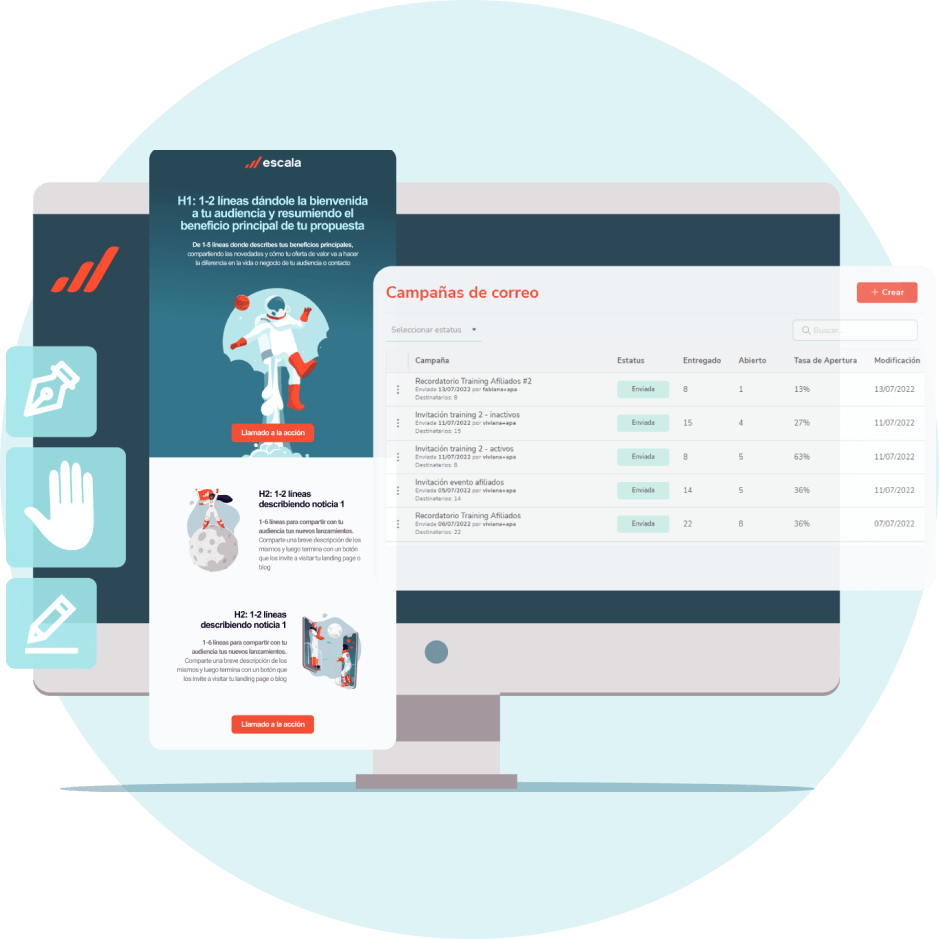 escala
H1: 1-2 líneas dándole la bienvenida
a tu audiencia y resumiendo el
beneficio principal de tu propuesta
De 1-5 líneas donde describes tus beneficios principales,
compartiendo las novedades y cómo tu oferta de valor va a hacer
la diferencia en la vida o negocio de tu audiencia o contacto
Llamado a la acción
H2: 1-2 líneas
describiendo noticia 1
1-6 líneas para compartir con tu
audiencia tus nuevos lanzamientos.
Comparte una breve descripción de los
mismos y luego termina con un botón
que los invite a visitar tu landing page o
blog
H2: 1-2 líneas
describiendo noticia 1
1-6 líneas para compartir con tu
audiencia tus nuevos lanzamientos.
Comparte una breve descripción de los
mismos y luego termina con un botón que
los invite a visitar tu landing page o blog
Llamado a la acción
Campañas de correo
+ Crear
Seleccionar estatus
Buscar...
Campaña Estatus Entregado Abierto Tasa de Apertura Modificación
Recordatorio Training Afiliados #2
Enviada 13/07/2022 por fabiana+apa
Destinatarios: 8
Enviada 8 1 13% 13/07/2022
Invitación training 2 - inactivos
Enviada 11/07/2022 por viviana+apa
Destinatarios: 15
Enviada 15 4 27% 11/07/2022
Invitación training 2 - activos
Enviada 11/07/2022 por viviana+apa
Destinatarios: 8
Enviada 8 5 63% 11/07/2022
Invitación evento afiliados
Enviada 05/07/2022 por viviana+apa
Destinatarios: 14
Enviada 14 5 36% 11/07/2022
Recordatorio Training Afiliados
Enviada 06/07/2022 por viviana+apa
Destinatarios: 22
Enviada 22 8 36% 07/07/2022